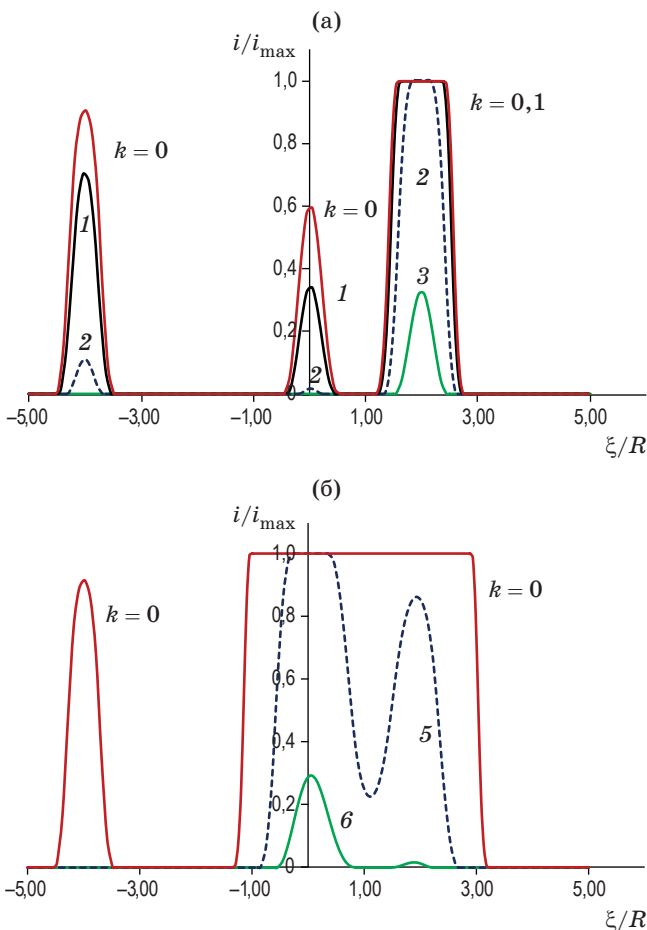 (а)
i/i_max
1,0
k = 0,1
0,8
k = 0
1
2
0,6
k = 0
0,4
3
1
0,2
2
2
0
–5,00 –3,00 –1,00 1,00 3,00 5,00
ξ/R
(б)
i/i_max
1,0
k = 0
k = 0
0,8
0,6
0,4
5
0,2
6
0
–5,00 –3,00 –1,00 1,00 3,00 5,00
ξ/R